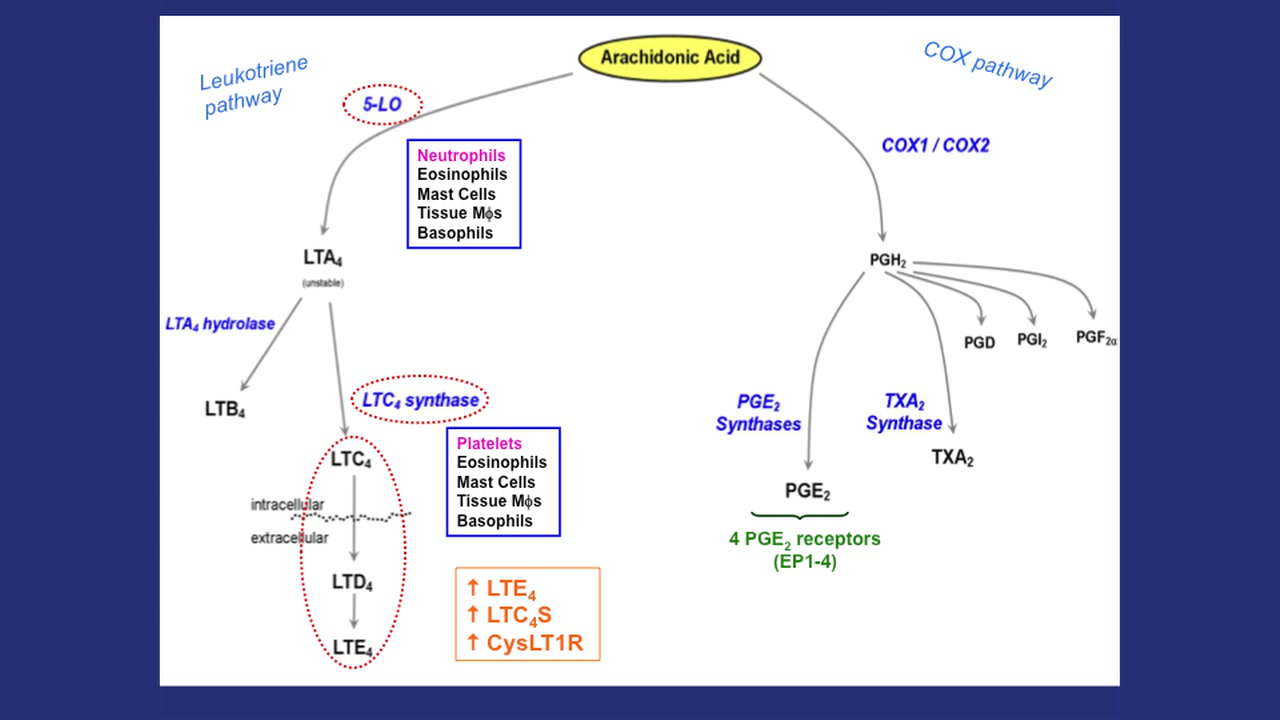 Arachidonic Acid
Leukotriene
pathway
COX pathway
5-LO
COX1 / COX2
Neutrophils
Eosinophils
Mast Cells
Tissue Mϕs
Basophils
LTA₄
(unstable)
PGH₂
LTA₄ hydrolase
PGD
PGI₂
PGF₂α
LTB₄
LTC₄ synthase
PGE₂
Synthases
TXA₂
Synthase
LTC₄
Platelets
Eosinophils
Mast Cells
Tissue Mϕs
Basophils
TXA₂
PGE₂
intracellular
extracellular
4 PGE₂ receptors
(EP1-4)
LTD₄
LTE₄
↑ LTE₄
↑ LTC₄S
↑ CysLT1R